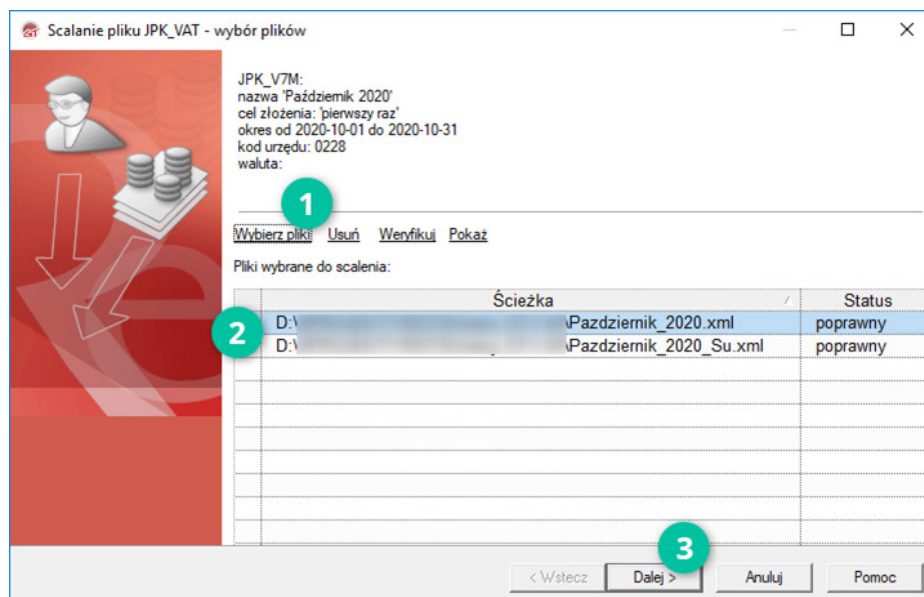 Scalanie pliku JPK_VAT - wybór plików
JPK_V7M:
nazwa 'Październik 2020'
cel złożenia: 'pierwszy raz'
okres od 2020-10-01 do 2020-10-31
kod urzędu: 0228
waluta:
1
Wybierz pliki Usuń Weryfikuj Pokaż
Pliki wybrane do scalenia:
Ścieżka Status
2
D:\ \Pazdziernik_2020.xml poprawny
D:\ \Pazdziernik_2020_Su.xml poprawny
3
< Wstecz Dalej > Anuluj Pomoc